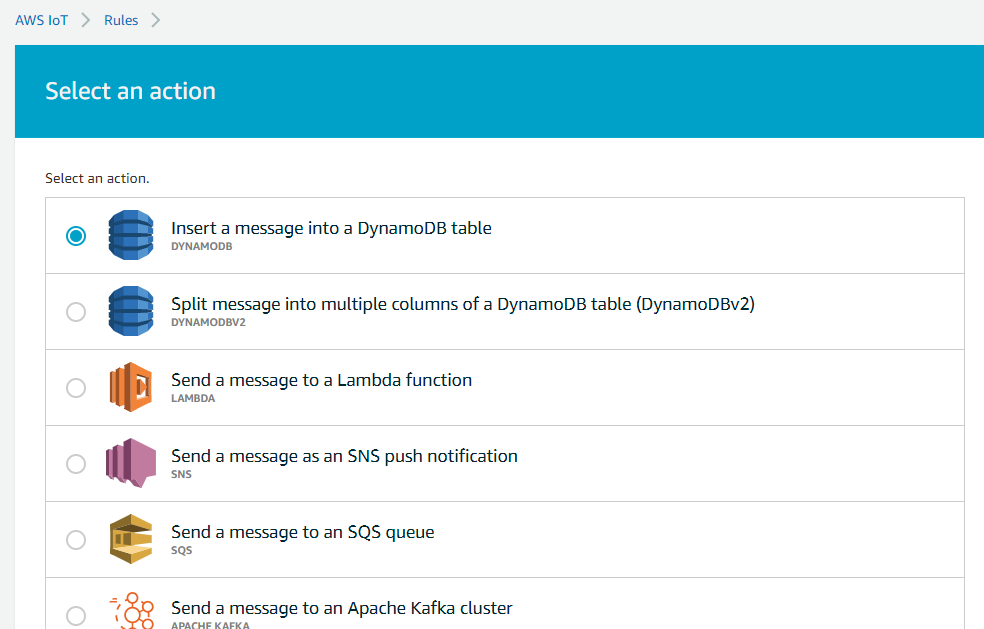 AWS IoT Rules
Select an action
Select an action.
Insert a message into a DynamoDB table
DYNAMODB
Split message into multiple columns of a DynamoDB table (DynamoDBv2)
DYNAMODBV2
Send a message to a Lambda function
LAMBDA
Send a message as an SNS push notification
SNS
Send a message to an SQS queue
SQS
Send a message to an Apache Kafka cluster
APACHE KAFKA